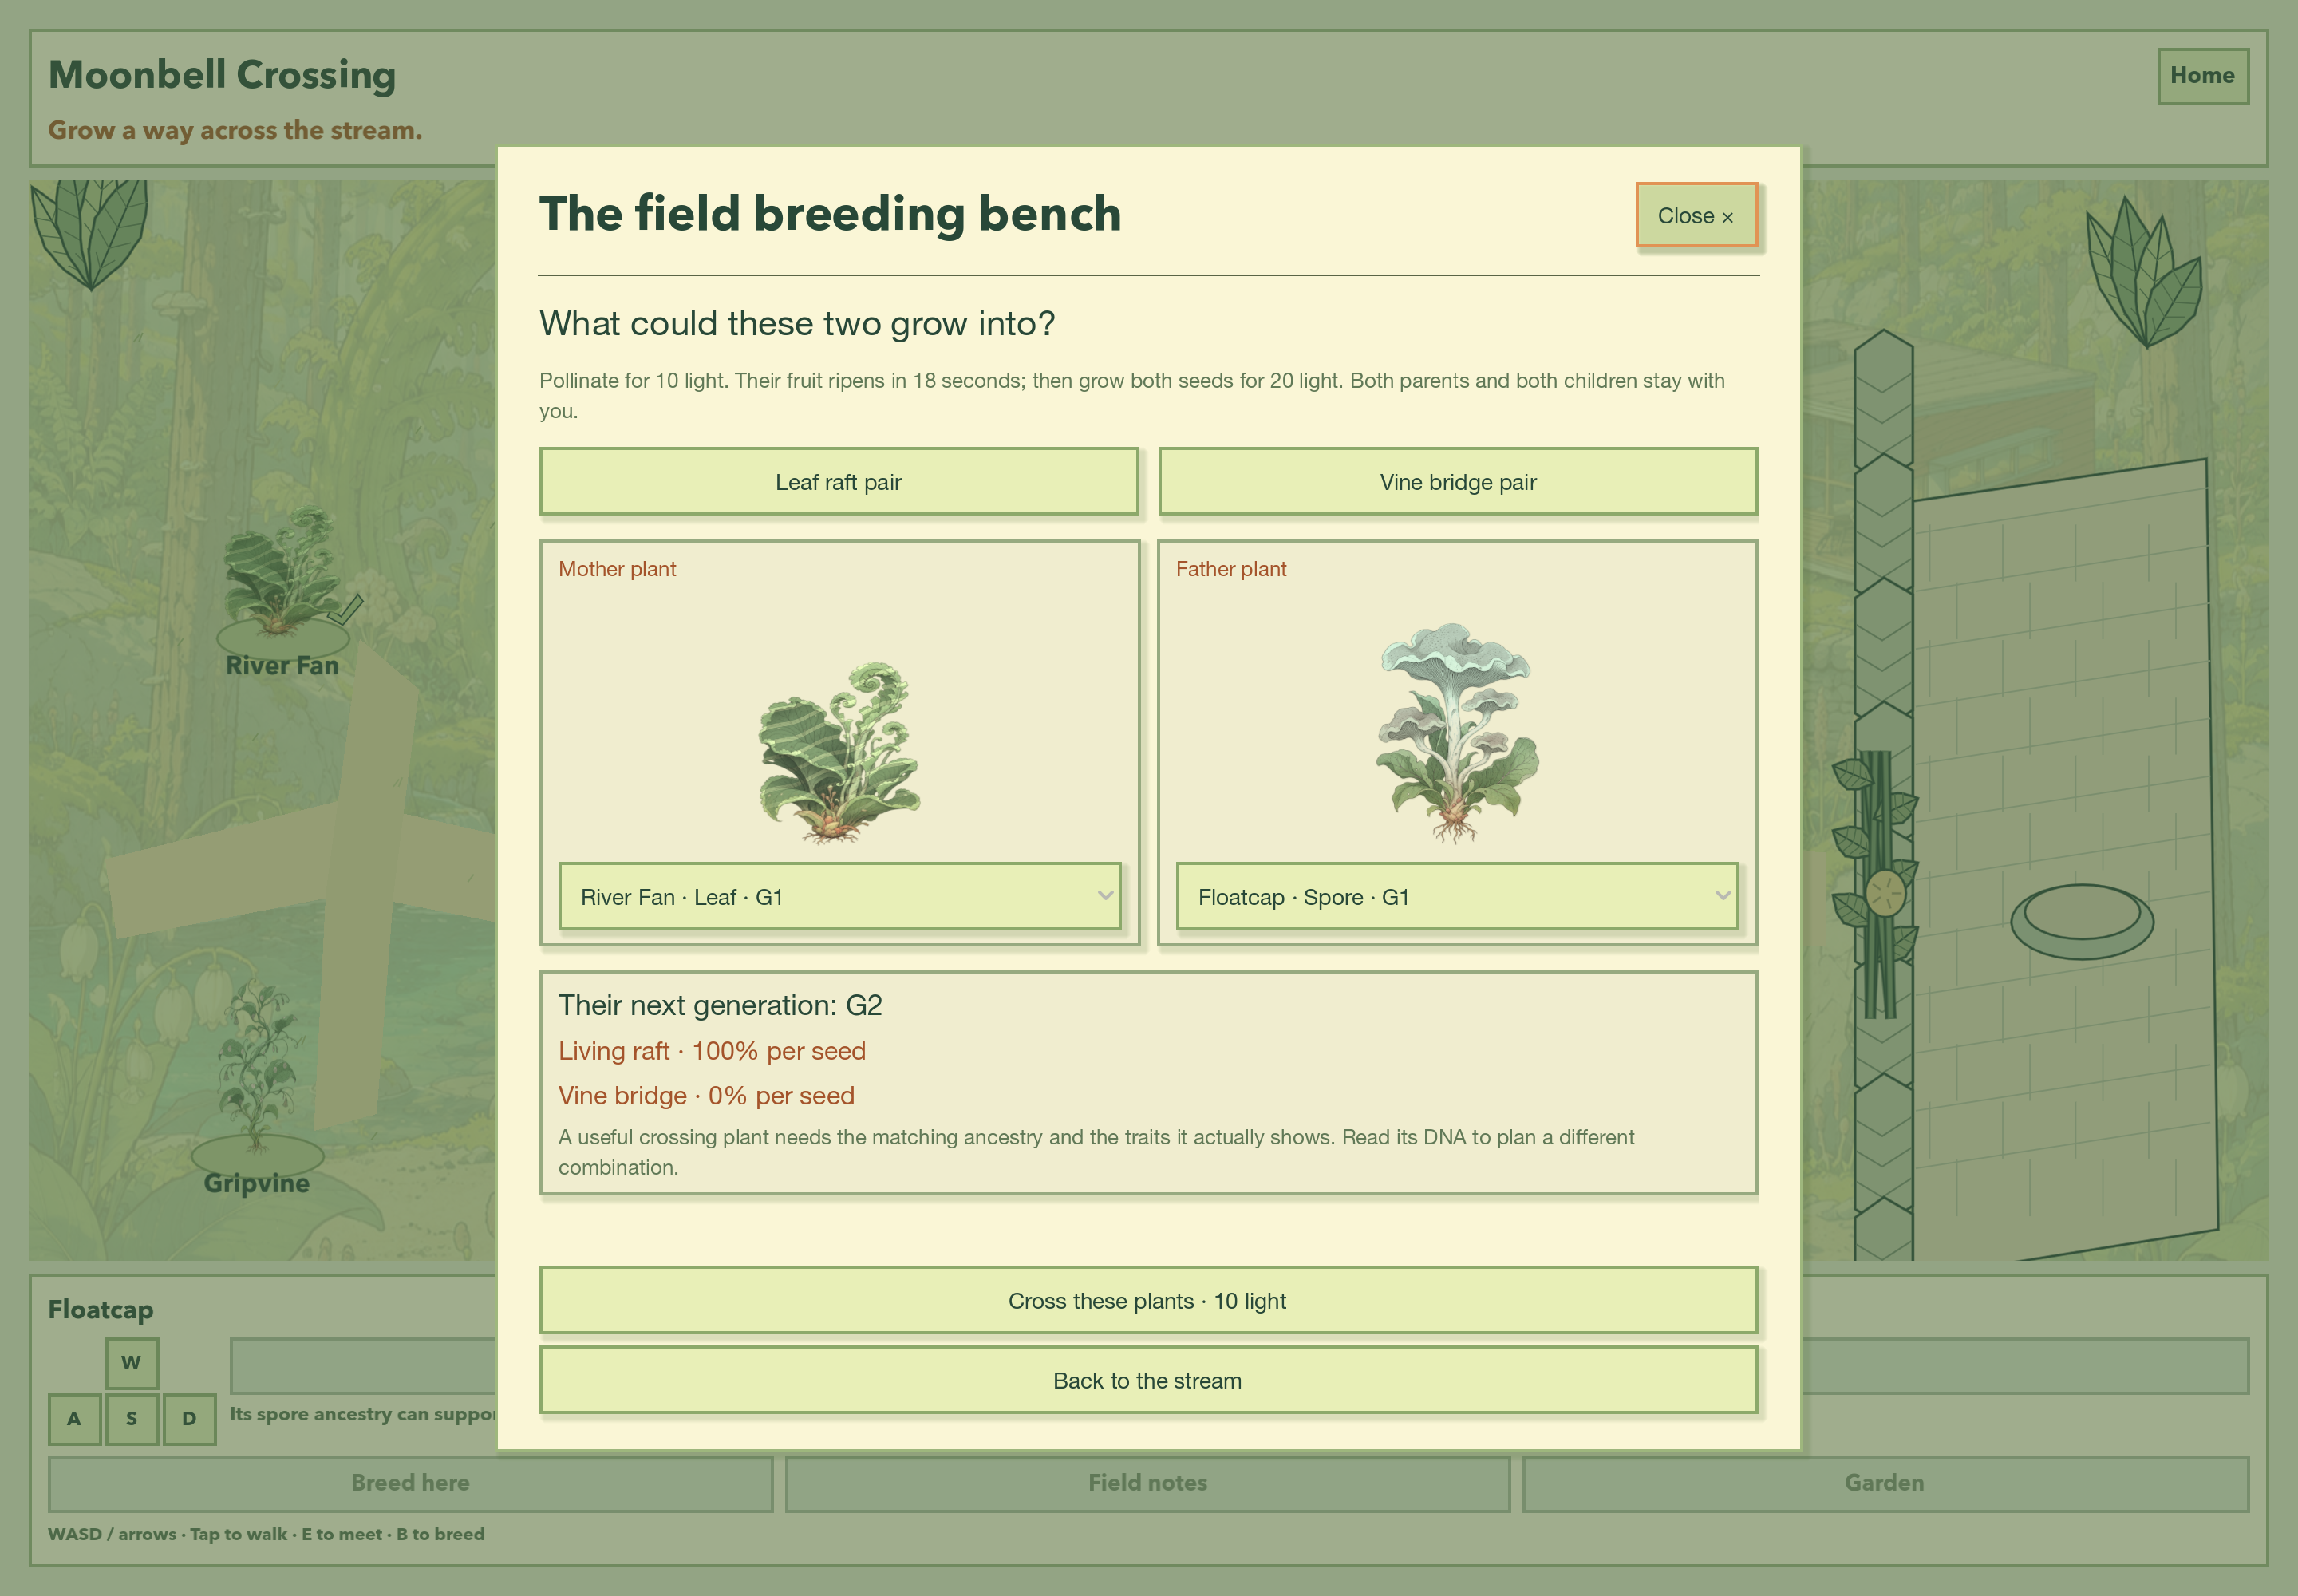 Moonbell Crossing
Home
Grow a way across the stream.
The field breeding bench
Close ×
What could these two grow into?
Pollinate for 10 light. Their fruit ripens in 18 seconds; then grow both seeds for 20 light. Both parents and both children stay with
you.
Leaf raft pair
Vine bridge pair
Mother plant
Father plant
River Fan · Leaf · G1
Floatcap · Spore · G1
Their next generation: G2
Living raft · 100% per seed
Vine bridge · 0% per seed
A useful crossing plant needs the matching ancestry and the traits it actually shows. Read its DNA to plan a different
combination.
Cross these plants · 10 light
Back to the stream
River Fan
Gripvine
Floatcap
W
A
S
D
Its spore ancestry can
Breed here
Field notes
Garden
WASD / arrows · Tap to walk · E to meet · B to breed